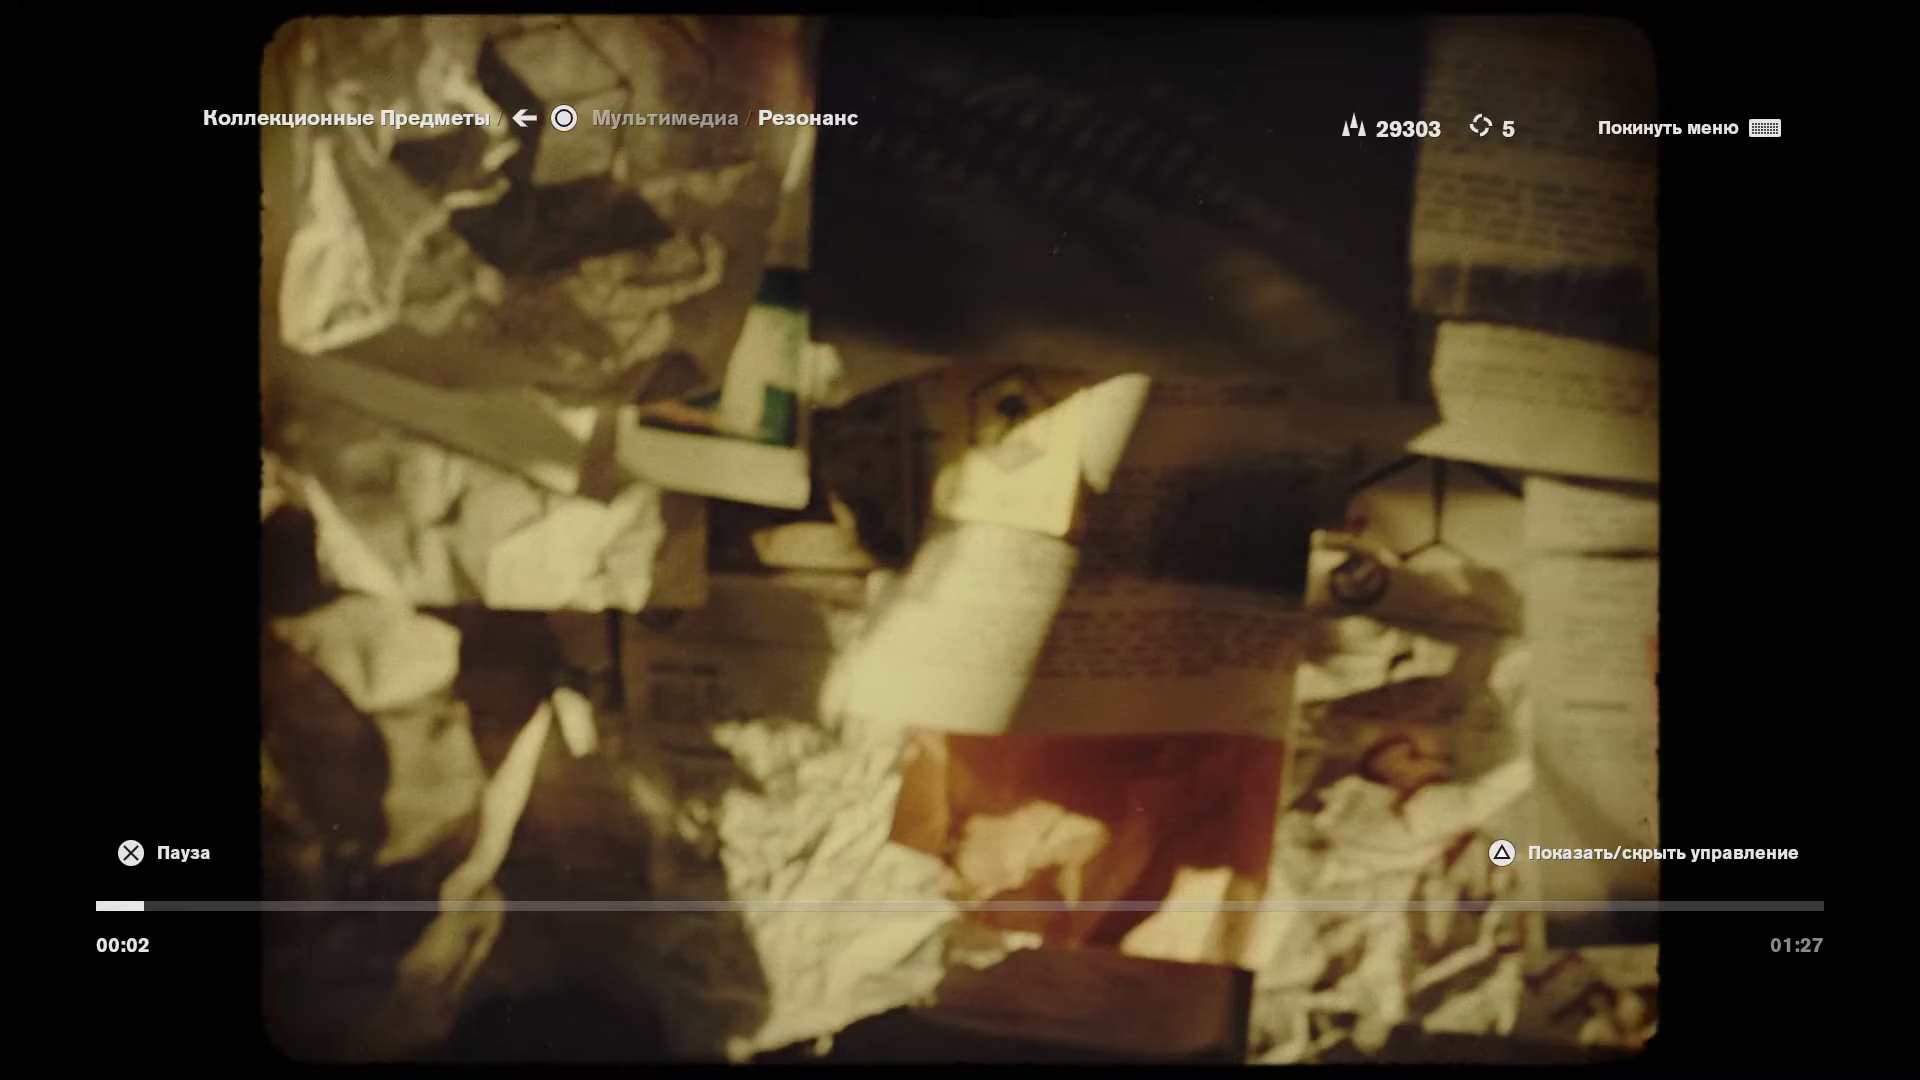 Коллекционные Предметы / Мультимедиа / Резонанс
29303 5 Покинуть меню
Пауза
Показать/скрыть управление
00:02
01:27